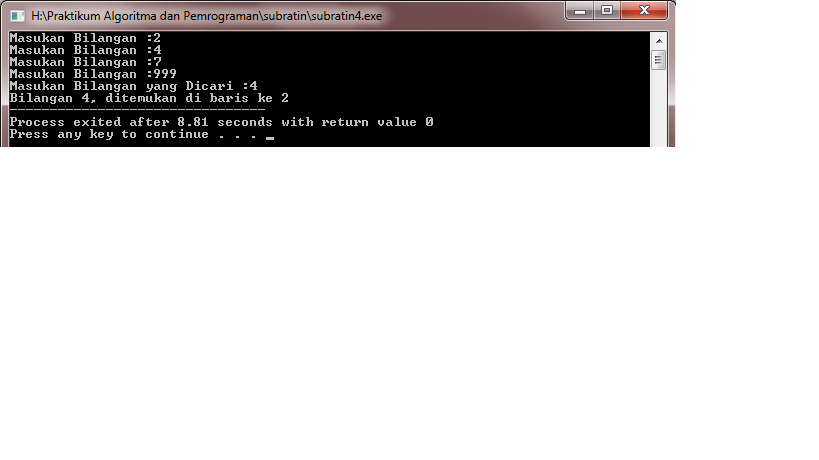 H:\Praktikum Algoritma dan Pemrograman\subratin\subratin4.exe
Masukan Bilangan :2
Masukan Bilangan :4
Masukan Bilangan :7
Masukan Bilangan :999
Masukan Bilangan yang Dicari :4
Bilangan 4, ditemukan di baris ke 2
--------------------------------
Process exited after 8.81 seconds with return value 0
Press any key to continue . . . _